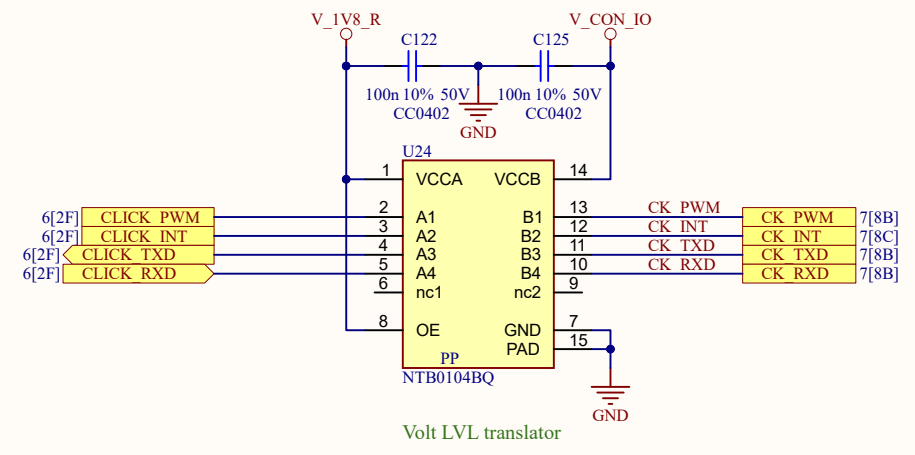 V_1V8_R
V_CON_IO
C122
C125
100n 10% 50V
100n 10% 50V
CC0402
CC0402
GND
U24
1 VCCA VCCB 14
6[2F] CLICK_PWM 2 A1 B1 13 CK_PWM CK_PWM 7[8B]
6[2F] CLICK_INT 3 A2 B2 12 CK_INT CK_INT 7[8C]
6[2F] CLICK_TXD 4 A3 B3 11 CK_TXD CK_TXD 7[8B]
6[2F] CLICK_RXD 5 A4 B4 10 CK_RXD CK_RXD 7[8B]
6 nc1 nc2 9
8 OE GND 7
PAD 15
PP
NTB0104BQ
GND
Volt LVL translator